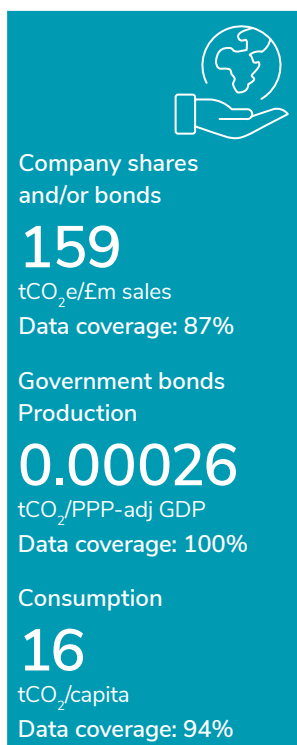 Company shares
and/or bonds
159
tCO₂e/£m sales
Data coverage: 87%
Government bonds
Production
0.00026
tCO₂/PPP-adj GDP
Data coverage: 100%
Consumption
16
tCO₂/capita
Data coverage: 94%